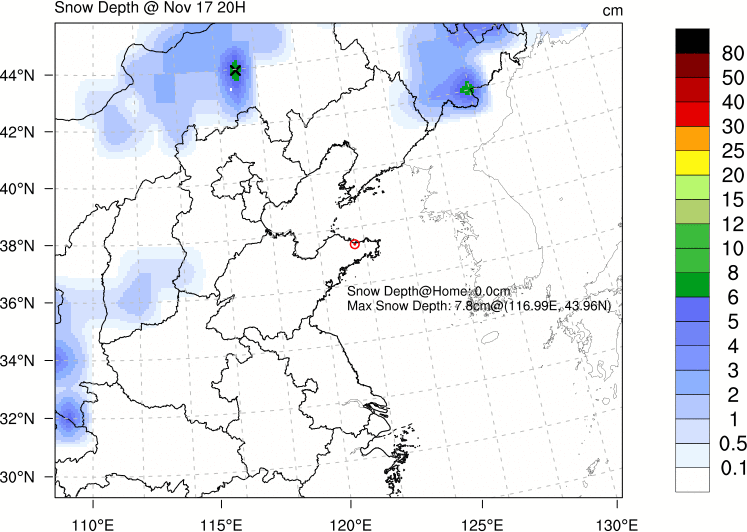 Snow Depth @ Nov 17 20H
cm
44°N
42°N
40°N
38°N
36°N
34°N
32°N
30°N
110°E
115°E
120°E
125°E
130°E
Snow Depth@Home: 0.0cm
Max Snow Depth: 7.8cm@(116.99E, 43.96N)
80
50
40
30
25
20
15
12
10
8
6
5
4
3
2
1
0.5
0.1